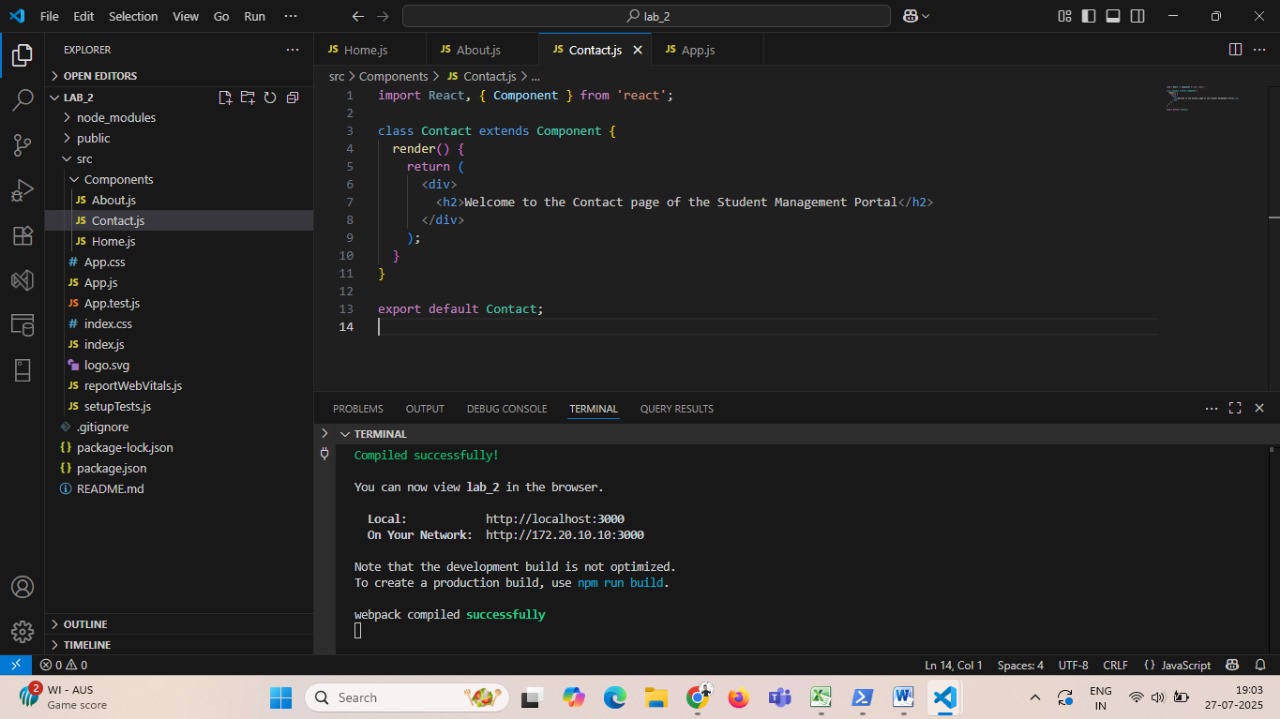 File Edit Selection View Go Run ··· lab_2
EXPLORER ···
OPEN EDITORS
LAB_2
node_modules
public
src
Components
JS About.js
JS Contact.js
JS Home.js
# App.css
JS App.js
JS App.test.js
# index.css
JS index.js
logo.svg
JS reportWebVitals.js
JS setupTests.js
.gitignore
{} package-lock.json
{} package.json
README.md
OUTLINE
TIMELINE
JS Home.js JS About.js JS Contact.js JS App.js
src > Components > JS Contact.js > ...
1 import React, { Component } from 'react';
2
3 class Contact extends Component {
4 render() {
5 return (
6 <div>
7 <h2>Welcome to the Contact page of the Student Management Portal</h2>
8 </div>
9 );
10 }
11 }
12
13 export default Contact;
14
PROBLEMS OUTPUT DEBUG CONSOLE TERMINAL QUERY RESULTS
TERMINAL
Compiled successfully!
You can now view lab_2 in the browser.
Local: http://localhost:3000
On Your Network: http://172.20.10.10:3000
Note that the development build is not optimized.
To create a production build, use npm run build.
webpack compiled successfully
0 0 Ln 14, Col 1 Spaces: 4 UTF-8 CRLF {} JavaScript
2 WI - AUS
Game score
Search
ENG
IN
19:03
27-07-2025